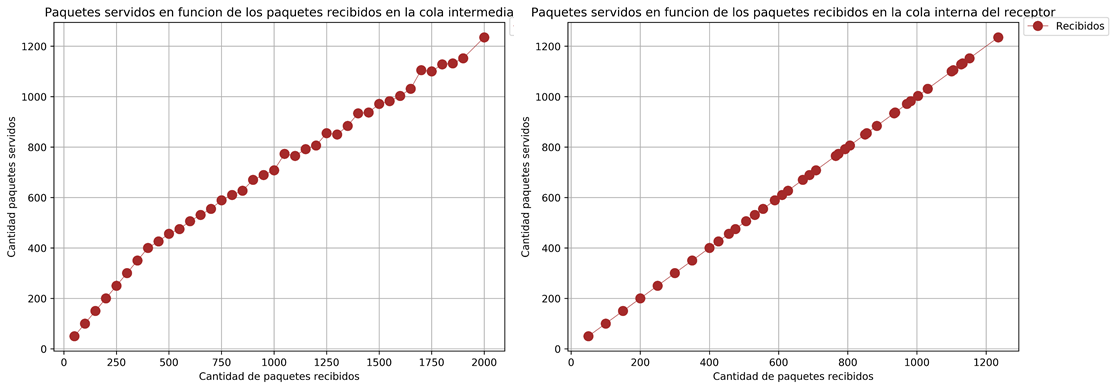 Paquetes servidos en funcion de los paquetes recibidos en la cola intermedia
Cantidad paquetes servidos
1200
1000
800
600
400
200
0
0 250 500 750 1000 1250 1500 1750 2000
Cantidad de paquetes recibidos
Paquetes servidos en funcion de los paquetes recibidos en la cola interna del receptor
Recibidos
Cantidad paquetes servidos
1200
1000
800
600
400
200
0
0 200 400 600 800 1000 1200
Cantidad de paquetes recibidos